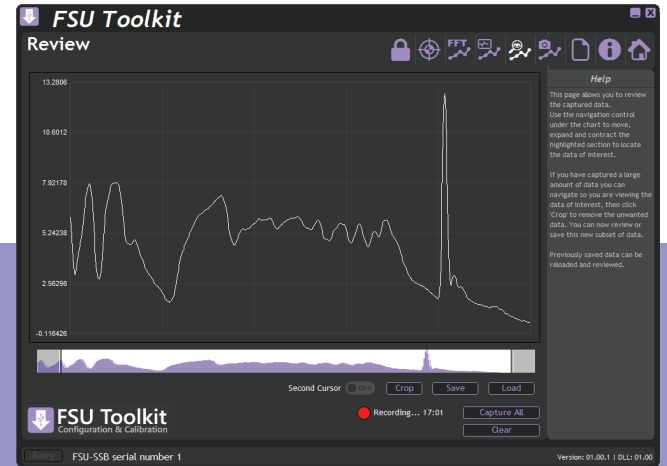 FSU Toolkit
Review
FFT
Help
This page allows you to review
the captured data.
Use the navigation control
under the chart to move,
expand and contract the
highlighted section to locate
the data of interest.
If you have captured a large
amount of data you can
navigate so you are viewing the
data of interest, then click
'Crop' to remove the unwanted
data. You can now review or
save this new subset of data.
Previously saved data can be
reloaded and reviewed.
13.2806
10.6012
7.92178
5.24238
2.56298
-0.116426
Second Cursor OFF Crop Save Load
FSU Toolkit
Configuration & Calibration
Recording... 17:01 Capture All
Clear
Retry FSU-SSB serial number 1 Version: 01.00.1 | DLL: 01.00